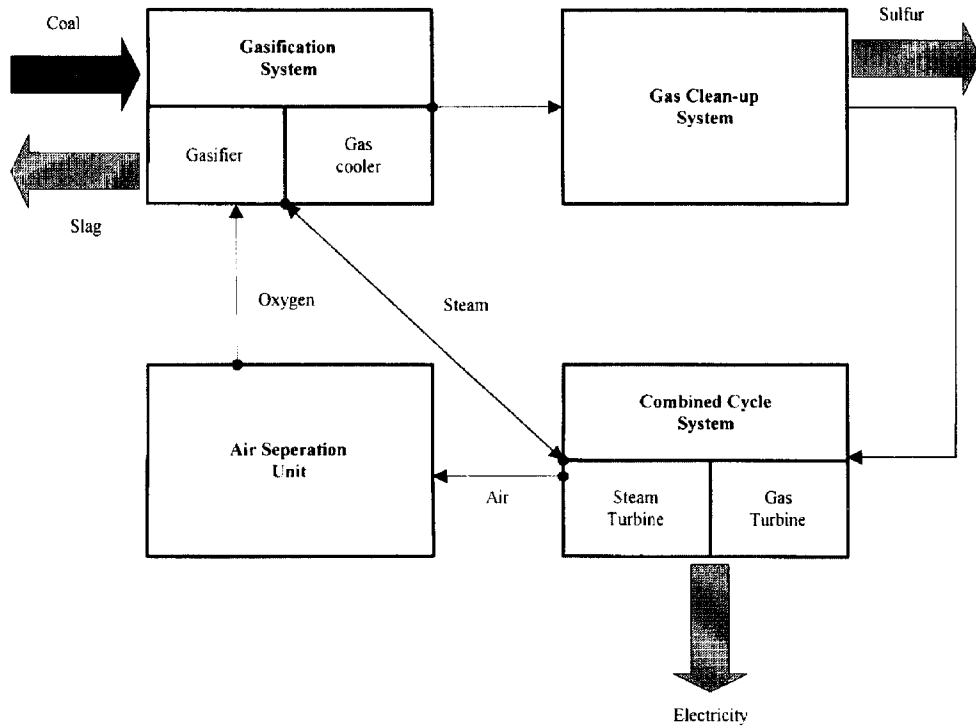 Coal
Sulfur
Gasification
System
Gas Clean-up
System
Gasifier
Gas
cooler
Slag
Oxygen
Steam
Combined Cycle
System
Air Seperation
Unit
Air
Steam
Turbine
Gas
Turbine
Electricity